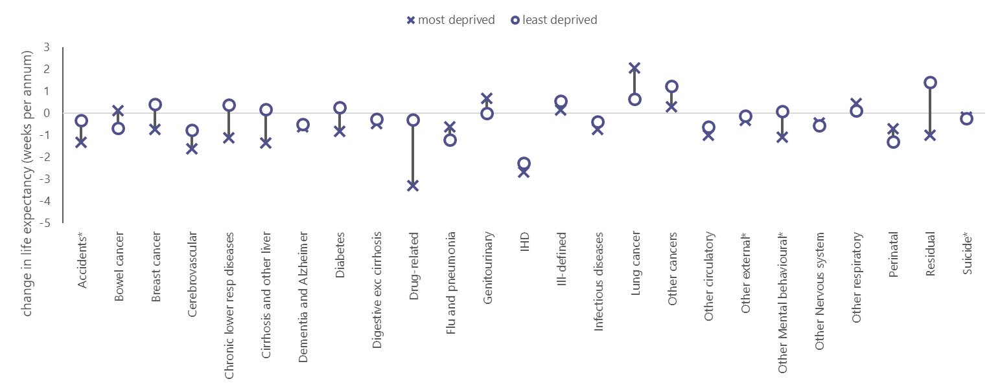 most deprived
least deprived
change in life expectancy (weeks per annum)
3
2
1
0
-1
-2
-3
-4
-5
Accidents*
Bowel cancer
Breast cancer
Cerebrovascular
Chronic lower resp diseases
Cirrhosis and other liver
Dementia and Alzheimer
Diabetes
Digestive exc cirrhosis
Drug-related
Flu and pneumonia
Genitourinary
IHD
Ill-defined
Infectious diseases
Lung cancer
Other cancers
Other circulatory
Other external*
Other Mental behavioural*
Other Nervous system
Other respiratory
Perinatal
Residual
Suicide*